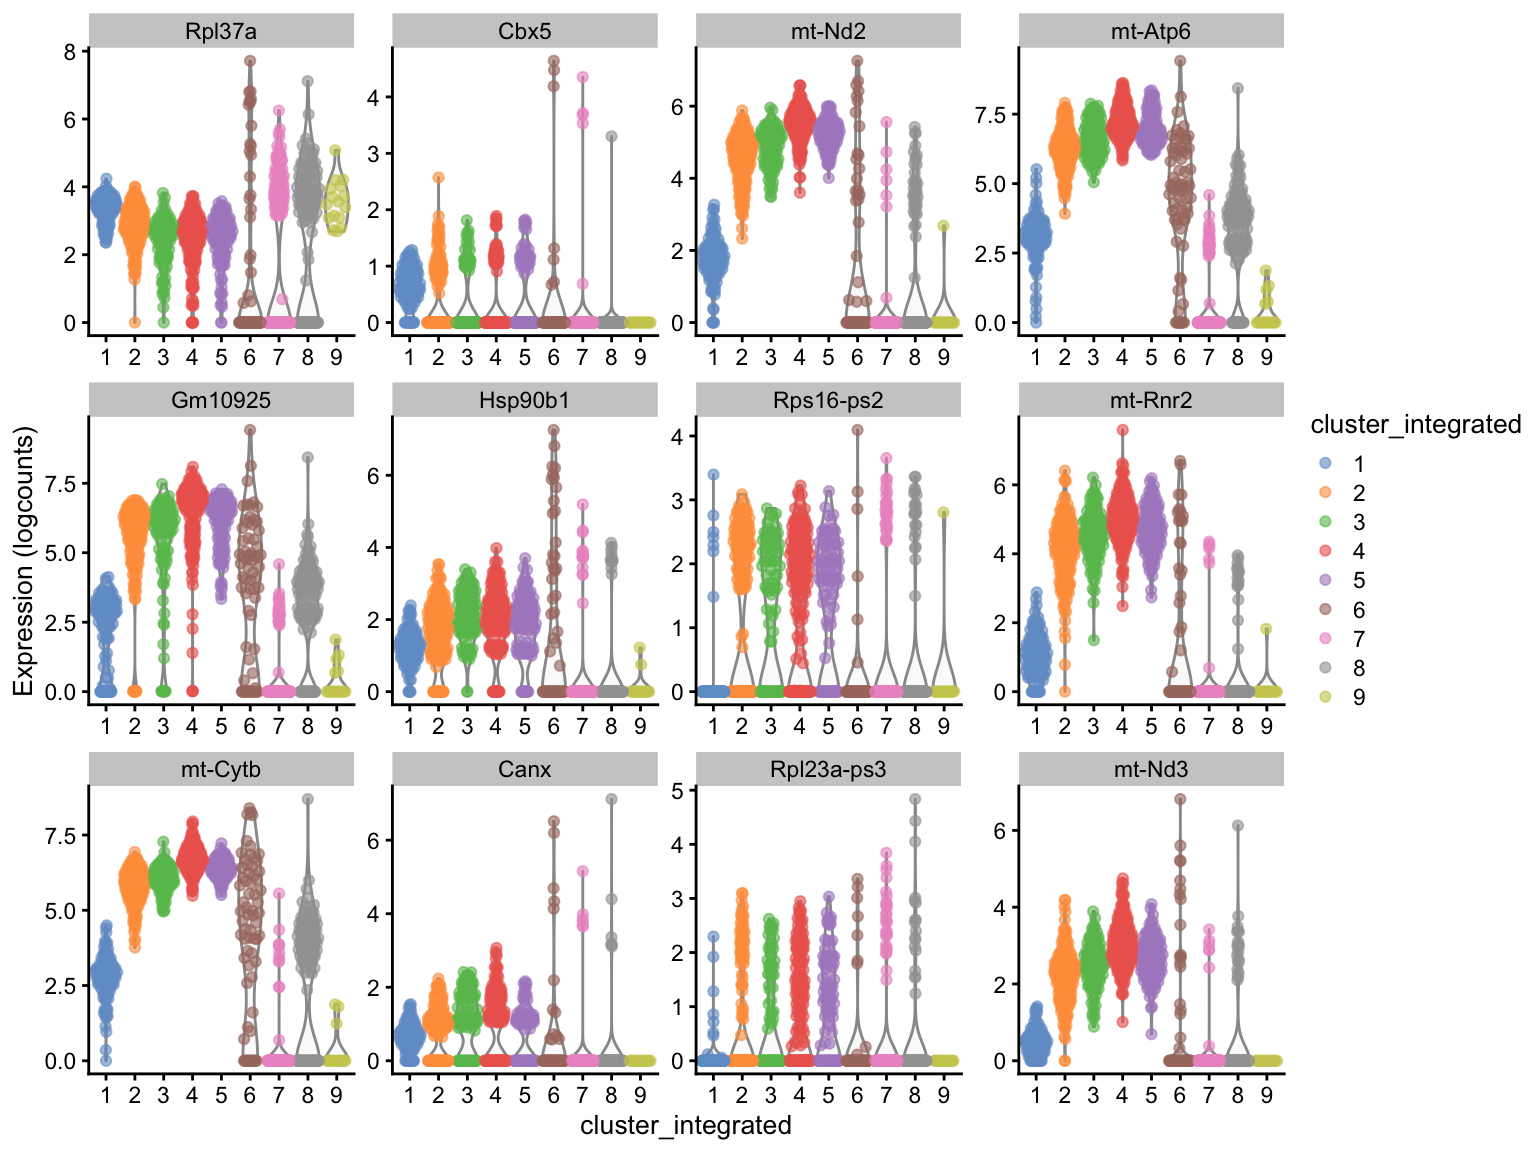 Rpl37a Cbx5 mt-Nd2 mt-Atp6
8 6 4 2 0
4 3 2 1 0
6 4 2 0
7.5 5.0 2.5 0.0
1 2 3 4 5 6 7 8 9 1 2 3 4 5 6 7 8 9 1 2 3 4 5 6 7 8 9 1 2 3 4 5 6 7 8 9
Gm10925 Hsp90b1 Rps16-ps2 mt-Rnr2
7.5 5.0 2.5 0.0
6 4 2 0
4 3 2 1 0
6 4 2 0
1 2 3 4 5 6 7 8 9 1 2 3 4 5 6 7 8 9 1 2 3 4 5 6 7 8 9 1 2 3 4 5 6 7 8 9
mt-Cytb Canx Rpl23a-ps3 mt-Nd3
7.5 5.0 2.5 0.0
6 4 2 0
5 4 3 2 1 0
6 4 2 0
1 2 3 4 5 6 7 8 9 1 2 3 4 5 6 7 8 9 1 2 3 4 5 6 7 8 9 1 2 3 4 5 6 7 8 9
Expression (logcounts)
cluster_integrated
cluster_integrated
1
2
3
4
5
6
7
8
9